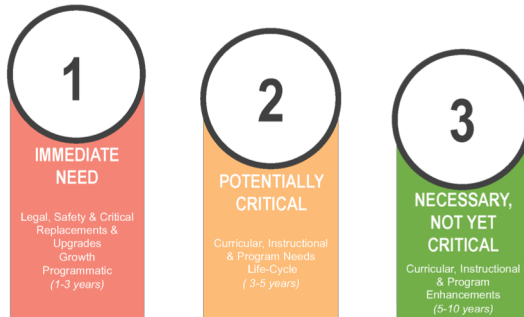 1
IMMEDIATE
NEED
Legal, Safety & Critical
Replacements &
Upgrades
Growth
Programmatic
(1-3 years)
2
POTENTIALLY
CRITICAL
Curricular, Instructional
& Program Needs
Life-Cycle
( 3-5 years)
3
NECESSARY,
NOT YET
CRITICAL
Curricular, Instructional
& Program
Enhancements
(5-10 years)